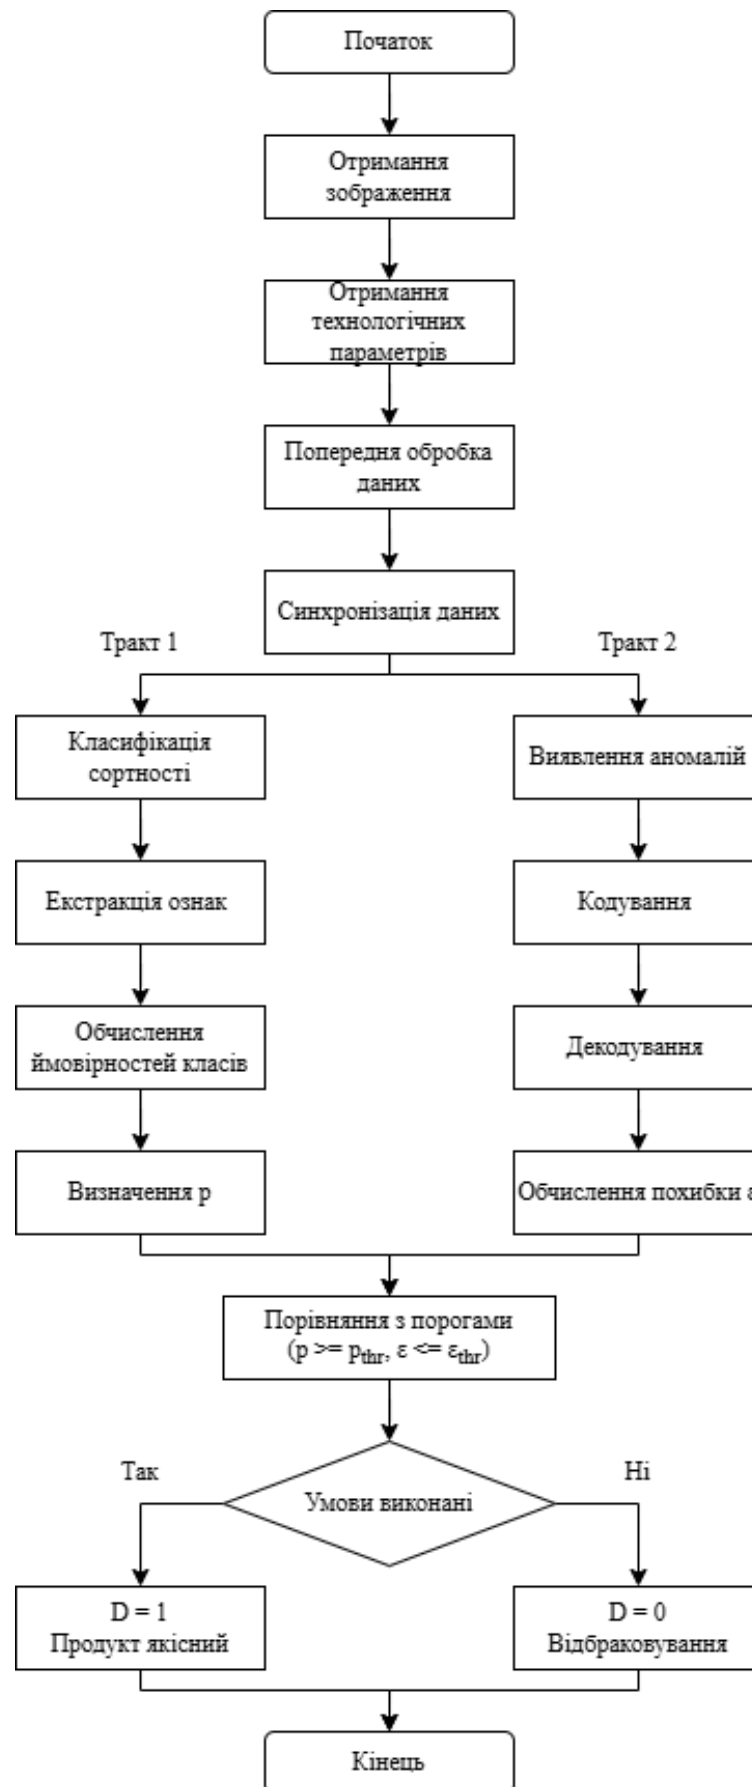 Початок
Отримання
зображення
Отримання
технологічних
параметрів
Попередня обробка
даних
Синхронізація даних
Тракт 1
Тракт 2
Класифікація
сортності
Виявлення аномалій
Екстракція ознак
Кодування
Обчислення
ймовірностей класів
Декодування
Визначення p
Обчислення похибки ε
Порівняння з порогами
(p >= pthr, ε <= εthr)
Так
Ні
Умови виконані
D = 1
Продукт якісний
D = 0
Відбраковування
Кінець